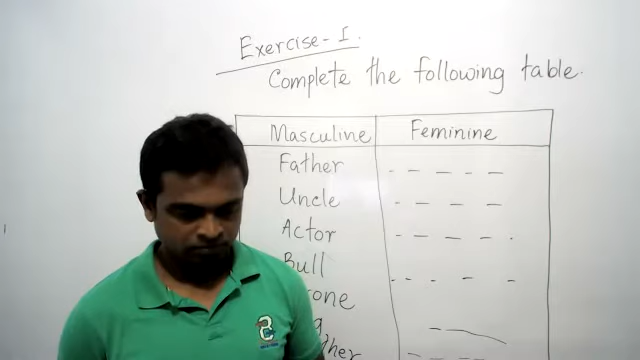 Exercise - I.
Complete the following table.
Masculine Feminine
Father - - - - -
Uncle - - - -
Actor - - - - .
Bull - - - - -